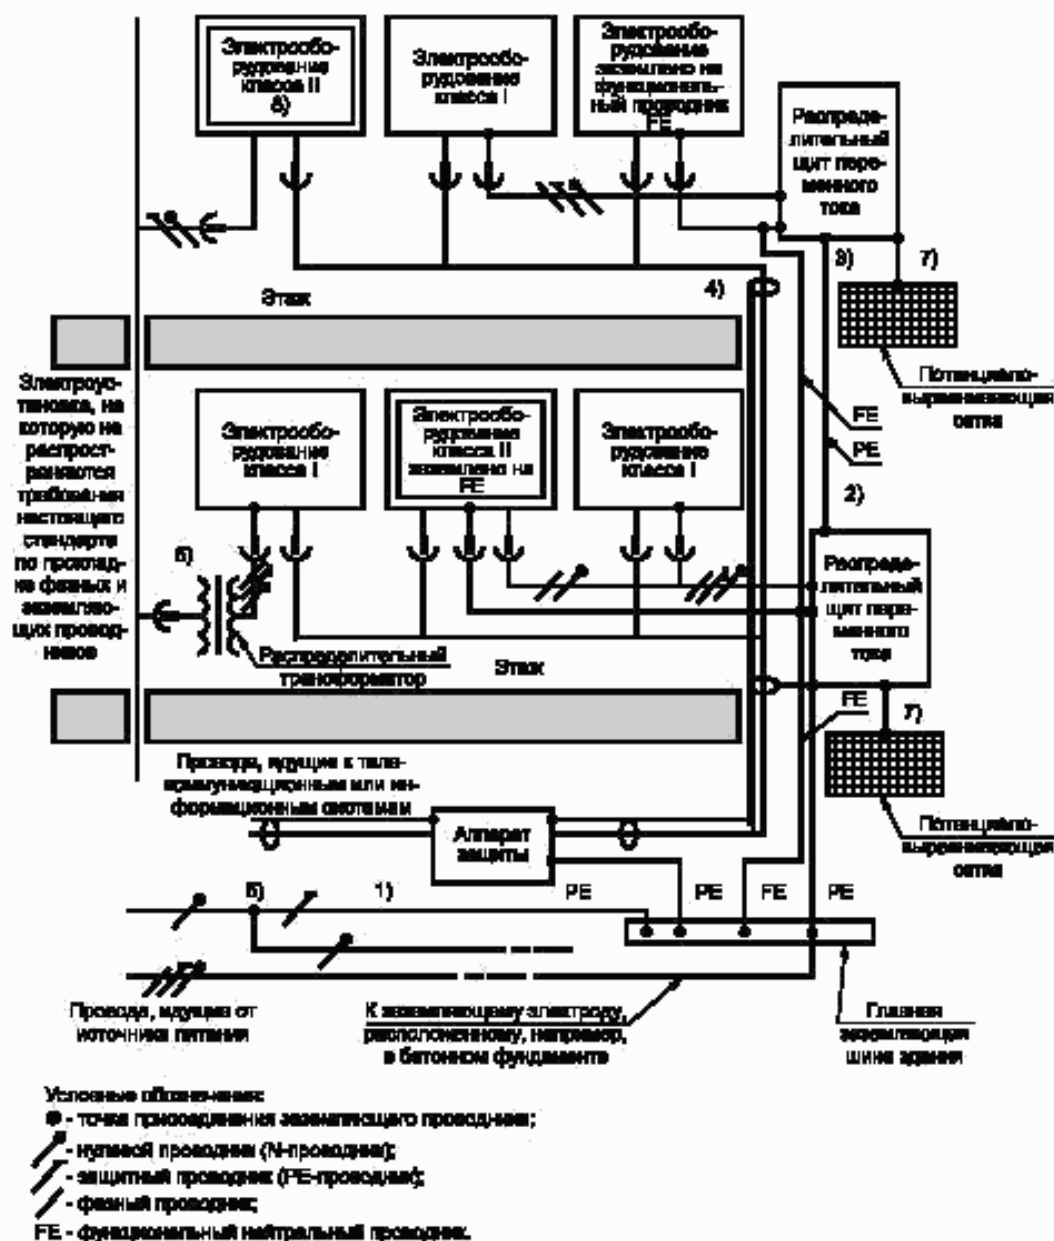 Электрообо-
рудование
класса II
Электрообо-
рудование
класса I
Электрообо-
рудование
заземлено на
функциональ-
ный проводник
FE
Распреде-
лительный
щит пере-
менного
тока
3)
7)
4)
Этаж
Потенциало-
выравнивающая
сетка
FE
PE
2)
Электроус-
тановка, на
которую не
распрост-
раняются
требования
настоящего
стандарта
по проклад-
ке фазных и
заземляю-
щих провод-
ников
Электрообо-
рудование
класса I
Электрообо-
рудование
класса II
заземлено на
FE
Электрообо-
рудование
класса I
Распреде-
лительный
щит пере-
менного
тока
Распределительный
трансформатор
Этаж
FE
7)
Потенциало-
выравнивающая
сетка
Провода, идущие к теле-
коммуникационным или ин-
формационным системам
Аппарат
защиты
1)
PE
PE
FE
PE
Провода, идущие от
источника питания
К заземляющему электроду,
расположенному, например,
в бетонном фундаменте
Главная
заземляющая
шина здания
Условные обозначения:
- точка присоединения заземляющего проводника;
- нулевой проводник (N-проводник);
- защитный проводник (PE-проводник);
- фазный проводник;
FE - функциональный нейтральный проводник.